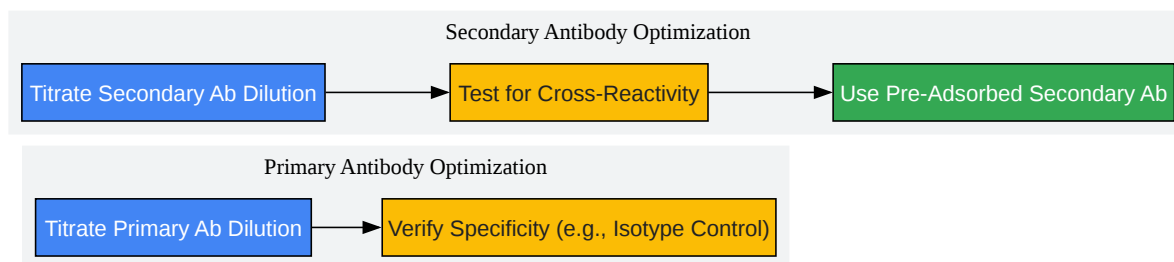 Secondary Antibody Optimization
Titrate Secondary Ab Dilution
Test for Cross-Reactivity
Use Pre-Adsorbed Secondary Ab
Primary Antibody Optimization
Titrate Primary Ab Dilution
Verify Specificity (e.g., Isotype Control)